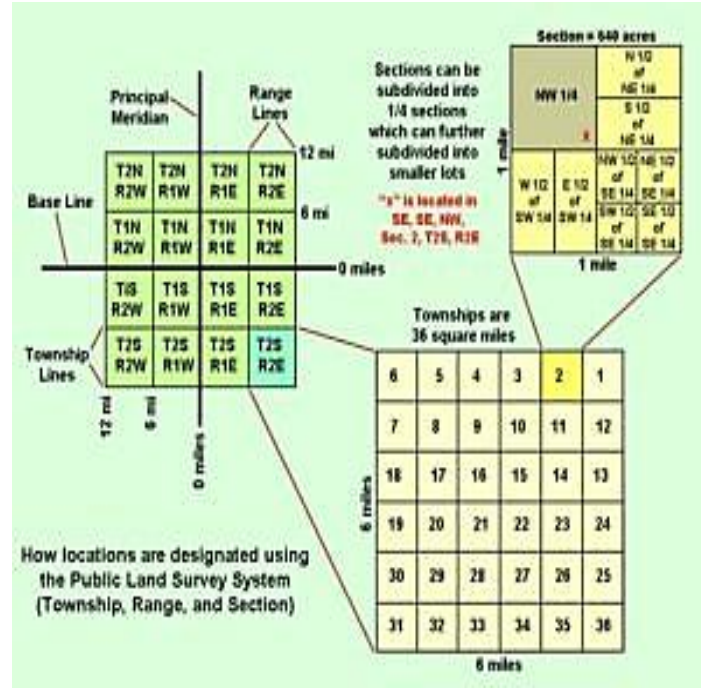 Section = 640 acres
Sections can be
subdivided into
1/4 sections
which can further
subdivided into
smaller lots
"x" is located in
SE, SE, NW,
Sec. 2, T2S, R2E
NW 1/4
x
N 1/2
of
NE 1/4
S 1/2
of
NE 1/4
W 1/2
of
SW 1/4
E 1/2
of
SW 1/4
NW 1/2
of
SE 1/4
NE 1/2
of
SE 1/4
SW 1/2
of
SE 1/4
SE 1/2
of
SE 1/4
1 mile
1 mile
Principal
Meridian
Range
Lines
12 mi
6 mi
Base Line
0 miles
T2N T2N T2N T2N
R2W R1W R1E R2E
T1N T1N T1N T1N
R2W R1W R1E R2E
T1S T1S T1S T1S
R2W R1W R1E R2E
T2S T2S T2S T2S
R2W R1W R1E R2E
Township
Lines
12 mi
6 mi
0 miles
Townships are
36 square miles
6 5 4 3 2 1
7 8 9 10 11 12
18 17 16 15 14 13
19 20 21 22 23 24
30 29 28 27 26 25
31 32 33 34 35 36
6 miles
6 miles
How locations are designated using
the Public Land Survey System
(Township, Range, and Section)